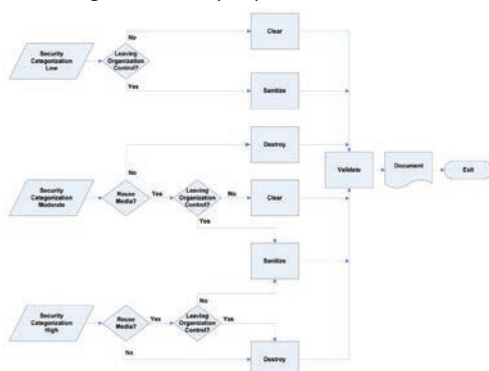 No
Clear
Security
Categorization
Low
Leaving
Organization
Control?
Yes
Sanitize
Destroy
No
Validate
Document
Exit
Security
Categorization
Moderate
Reuse
Media?
Yes
Leaving
Organization
Control?
No
Clear
Yes
Sanitize
No
Security
Categorization
High
Reuse
Media?
Yes
Leaving
Organization
Control?
Yes
No
Destroy